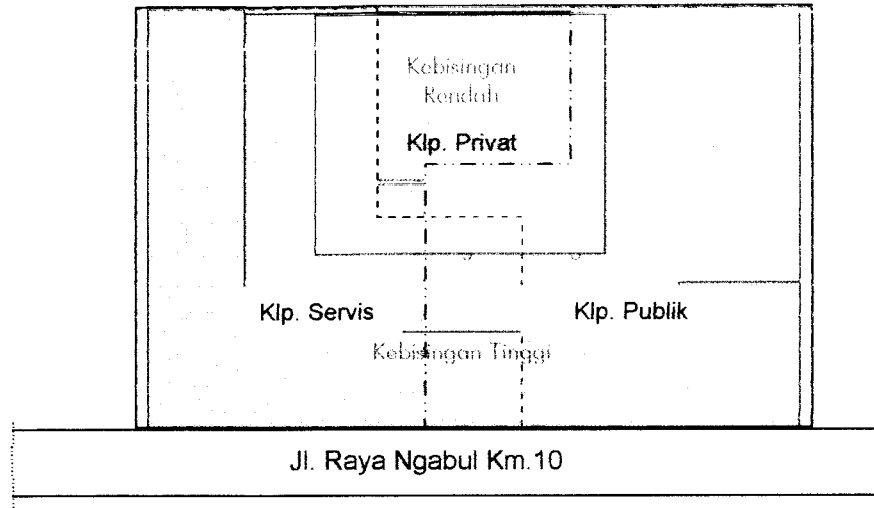 Kebisingan
Rendah
Klp. Privat
Klp. Servis
Klp. Publik
Kebisingan Tinggi
Jl. Raya Ngabul Km.10